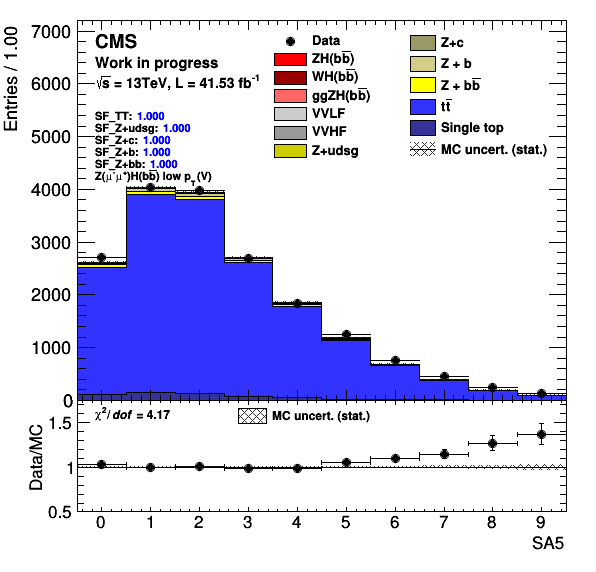 Entries / 1.00
7000
6000
5000
4000
3000
2000
1000
0
CMS
Work in progress
√s = 13TeV, L = 41.53 fb⁻¹
SF_TT: 1.000
SF_Z+udsg: 1.000
SF_Z+c: 1.000
SF_Z+b: 1.000
SF_Z+bb: 1.000
Z(μ⁻μ⁺)H(bb̅) low p_T(V)
Data
ZH(bb̅)
WH(bb̅)
ggZH(bb̅)
VVLF
VVHF
Z+udsg
Z+c
Z + b
Z + bb̅
tt̅
Single top
MC uncert. (stat.)
Data/MC
1.5
1
0.5
χ²/dof = 4.17
MC uncert. (stat.)
0 1 2 3 4 5 6 7 8 9
SA5